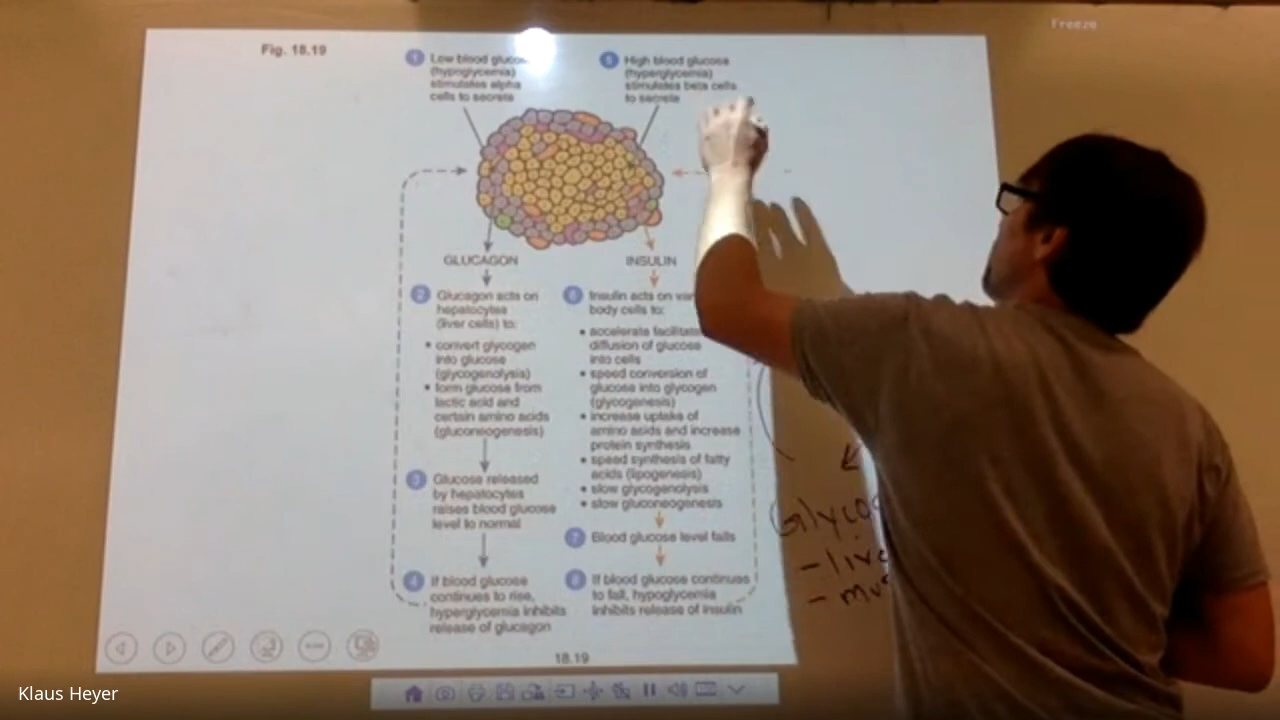 Freeze
Fig. 18.19
1 Low blood
(hypoglycemia)
stimulates alpha
cells to secrete
5 High blood glucose
(hyperglycemia)
stimulates beta cells
to secrete
GLUCAGON
INSULIN
2 Glucagon acts on
hepatocytes
(liver cells) to:
• convert glycogen
into glucose
(glycogenolysis)
• form glucose from
lactic acid and
certain amino acids
(gluconeogenesis)
3 Glucose released
by hepatocytes
raises blood glucose
level to normal
4 If blood glucose
continues to rise,
hyperglycemia inhibits
release of glucagon
6 Insulin acts on
body cells to:
• accelerate
diffusion of glucose
into cells
• speed conversion of
glucose into glycogen
(glycogenesis)
• increase uptake of
amino acids and increase
protein synthesis
• speed synthesis of fatty
acids (lipogenesis)
• slow glycogenolysis
• slow gluconeogenesis
7 Blood glucose level falls
8 If blood glucose continues
to fall, hypoglycemia
inhibits release of insulin
18.19
Klaus Heyer